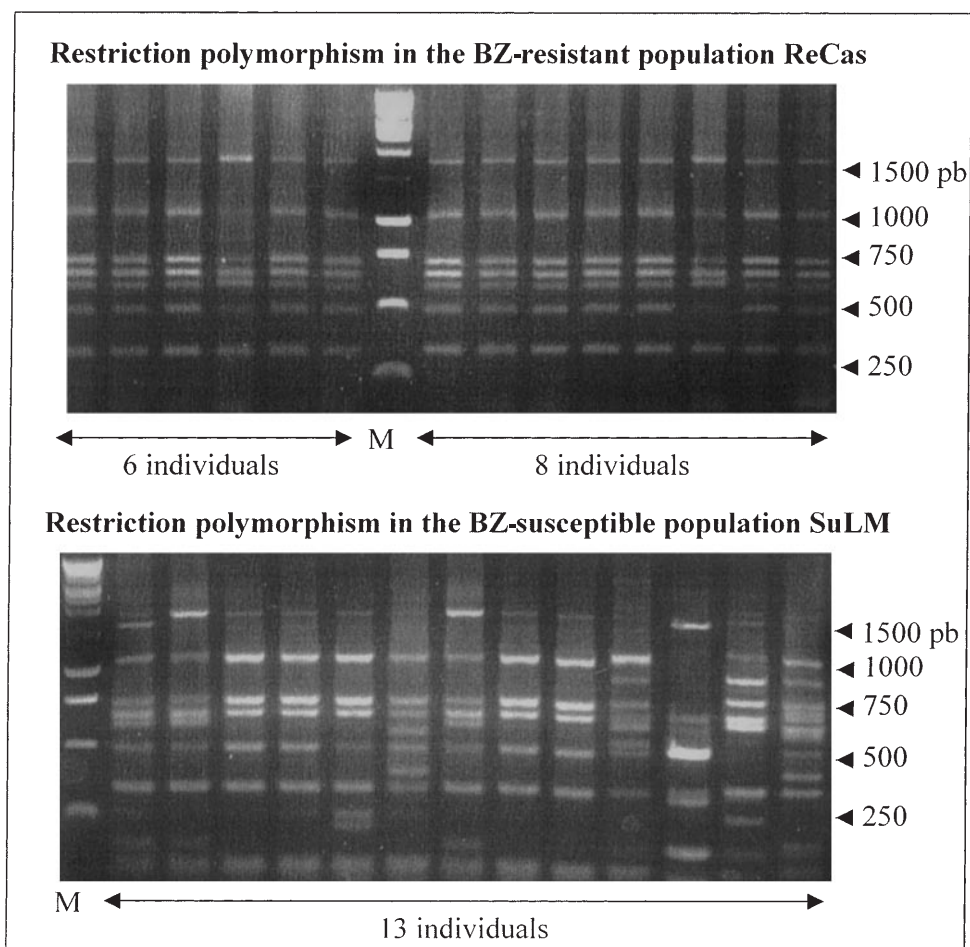 Restriction polymorphism in the BZ-resistant population ReCas
1500 pb
1000
750
500
250
M
6 individuals
8 individuals
Restriction polymorphism in the BZ-susceptible population SuLM
1500 pb
1000
750
500
250
M
13 individuals